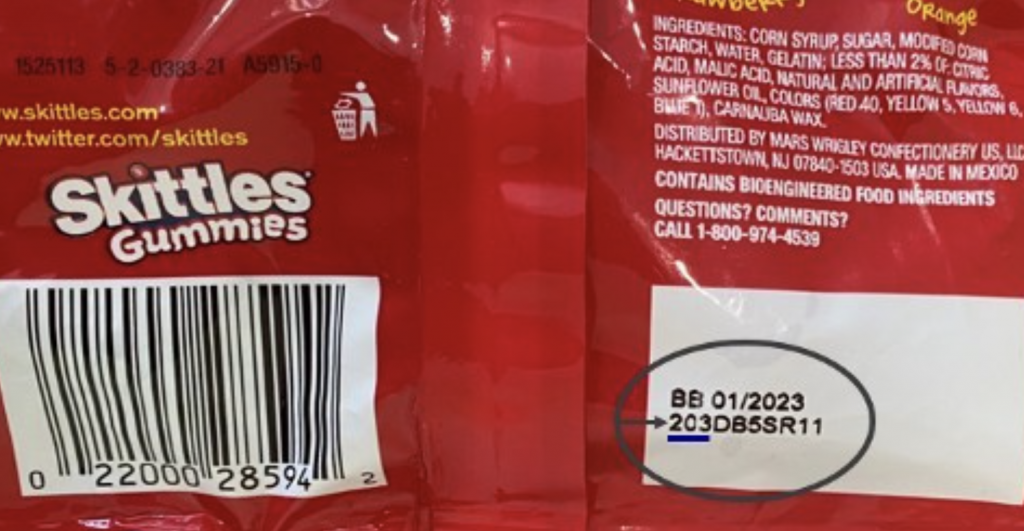 1525113 5-2-0383-21 A5915-0
w.skittles.com*
w.twitter.com/skittles
Skittles
Gummies
0 22000 28594 2
Orange
INGREDIENTS: CORN SYRUP, SUGAR, MODIFIED CORN
STARCH, WATER, GELATIN; LESS THAN 2% OF: CITRIC
ACID, MALIC ACID, NATURAL AND ARTIFICIAL FLAVORS,
SUNFLOWER OIL, COLORS (RED 40, YELLOW 5, YELLOW 6,
BLUE 1), CARNAUBA WAX.
DISTRIBUTED BY MARS WRIGLEY CONFECTIONERY US, LLC
HACKETTSTOWN, NJ 07840-1503 USA. MADE IN MEXICO
CONTAINS BIOENGINEERED FOOD INGREDIENTS
QUESTIONS? COMMENTS?
CALL 1-800-974-4539
BB 01/2023
203DB5SR11